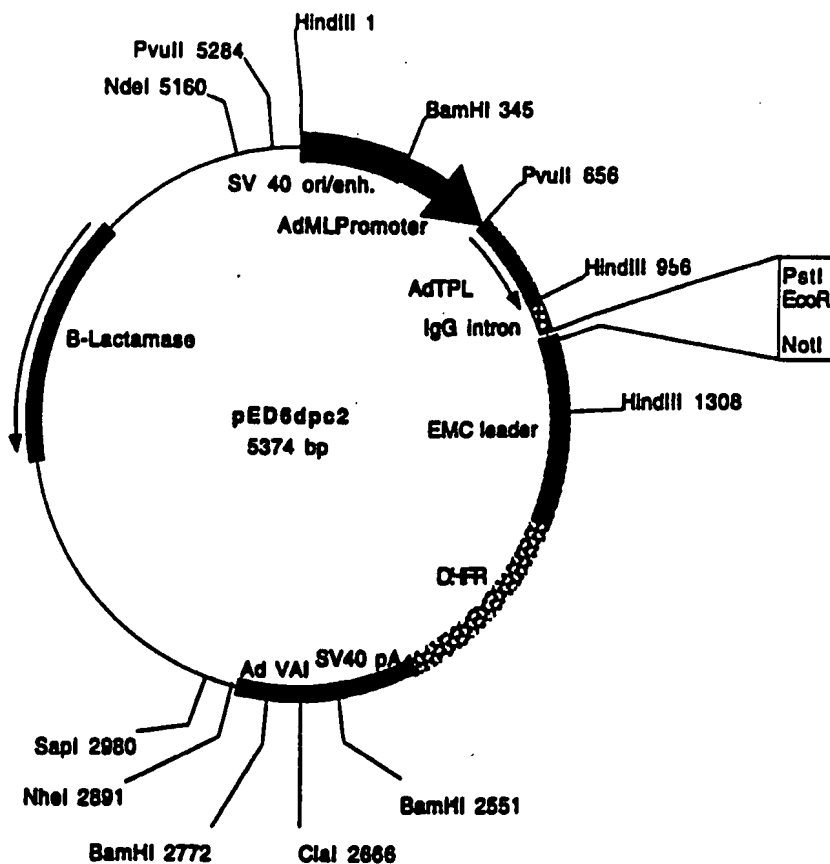 HindIII 1
PvuII 5284
NdeI 5160
BamHI 345
SV 40 ori/enh.
PvuII 656
AdMLPromoter
HindIII 956
PstI
EcoR
NotI
AdTPL
IgG intron
B-Lactamase
HindIII 1308
pED6dpc2
5374 bp
EMC leader
DHFR
Ad VAI
SV40 pA
SapI 2980
NheI 2891
BamHI 2772
ClaI 2666
BamHI 2551